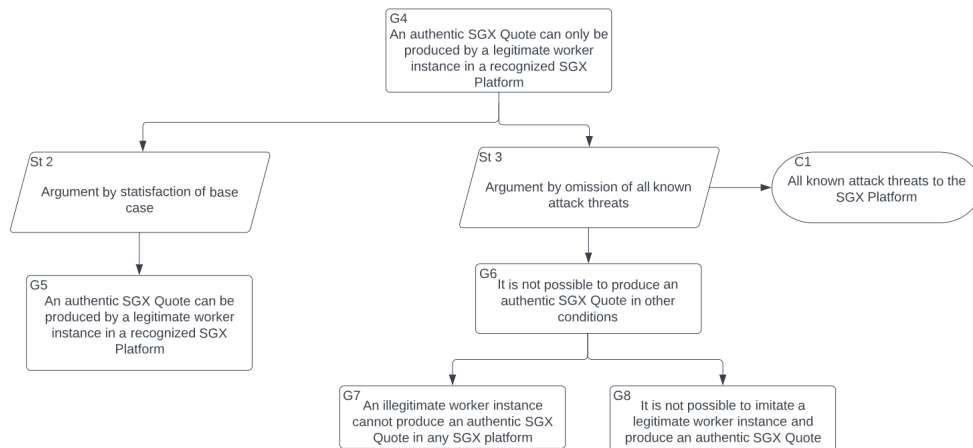 G4
An authentic SGX Quote can only be
produced by a legitimate worker
instance in a recognized SGX
Platform
St 2
Argument by statisfaction of base
case
St 3
Argument by omission of all known
attack threats
C1
All known attack threats to the
SGX Platform
G5
An authentic SGX Quote can be
produced by a legitimate worker
instance in a recognized SGX
Platform
G6
It is not possible to produce an
authentic SGX Quote in other
conditions
G7
An illegitimate worker instance
cannot produce an authentic SGX
Quote in any SGX platform
G8
It is not possible to imitate a
legitimate worker instance and
produce an authentic SGX Quote